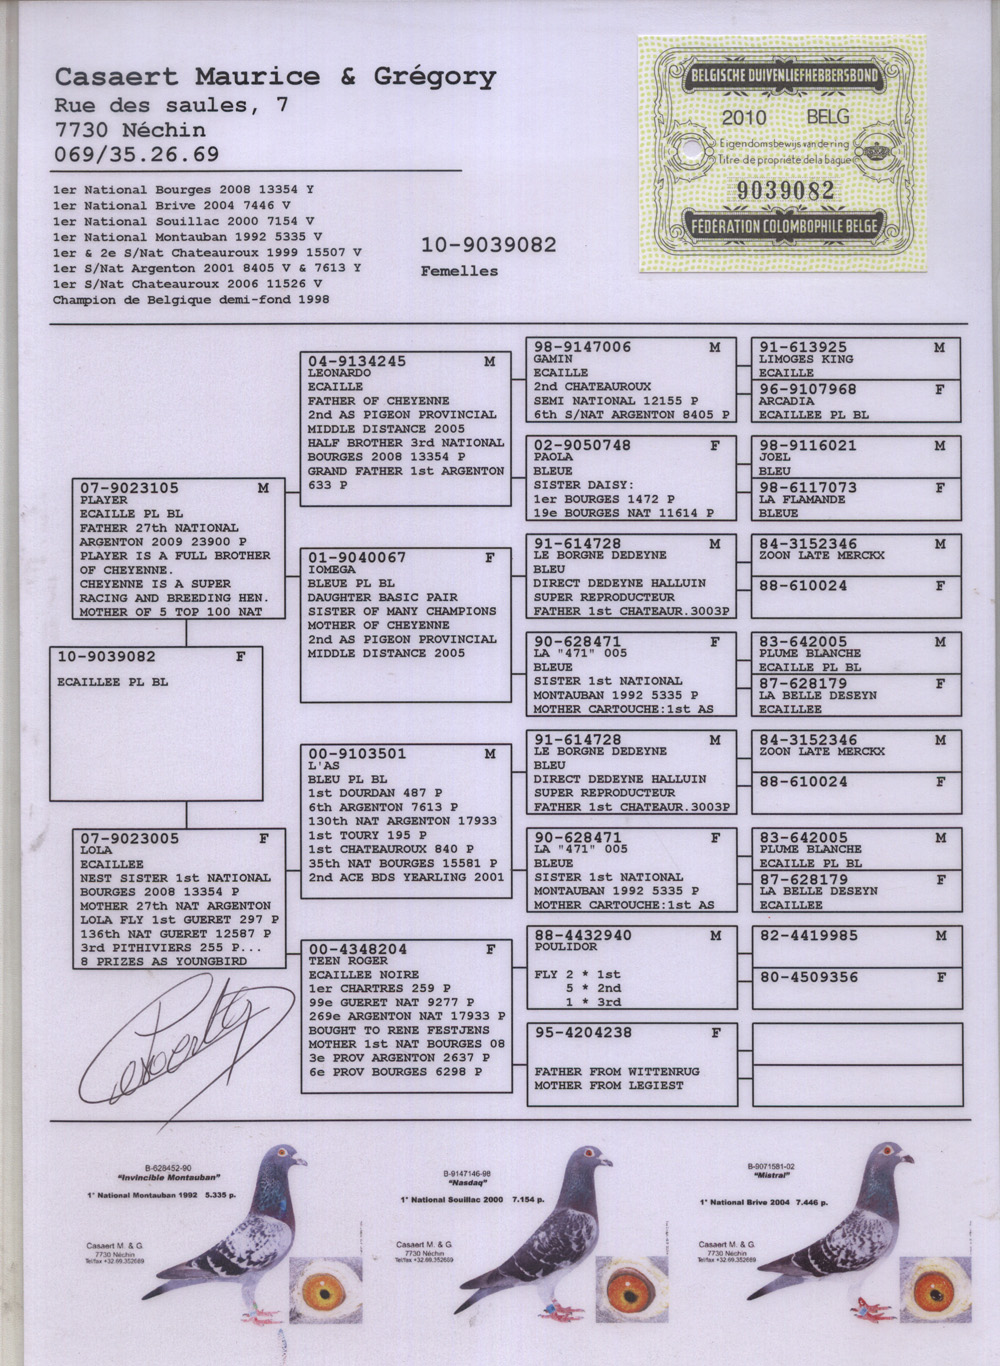 Casaert Maurice & Grégory
Rue des saules, 7
7730 Néchin
069/35.26.69
BELGISCHE DUIVENLIEFHEBBERSBOND
2010 BELG
Eigendomsbewijs van de ring
Titre de propriété de la bague
9039082
FÉDÉRATION COLOMBOPHILE BELGE
1er National Bourges 2008 13354 Y
1er National Brive 2004 7446 V
1er National Souillac 2000 7154 V
1er National Montauban 1992 5335 V
1er & 2e S/Nat Chateauroux 1999 15507 V
1er S/Nat Argenton 2001 8405 V & 7613 Y
1er S/Nat Chateauroux 2006 11526 V
Champion de Belgique demi-fond 1998
10-9039082
Femelles
10-9039082 F
ECAILLEE PL BL
07-9023105 M
PLAYER
ECAILLE PL BL
FATHER 27th NATIONAL
ARGENTON 2009 23900 P
PLAYER IS A FULL BROTHER
OF CHEYENNE.
CHEYENNE IS A SUPER
RACING AND BREEDING HEN.
MOTHER OF 5 TOP 100 NAT
07-9023005 F
LOLA
ECAILLEE
NEST SISTER 1st NATIONAL
BOURGES 2008 13354 P
MOTHER 27th NAT ARGENTON
LOLA FLY 1st GUERET 297 P
136th NAT GUERET 12587 P
3rd PITHIVIERS 255 P...
8 PRIZES AS YOUNGBIRD
04-9134245 M
LEONARDO
ECAILLE
FATHER OF CHEYENNE
2nd AS PIGEON PROVINCIAL
MIDDLE DISTANCE 2005
HALF BROTHER 3rd NATIONAL
BOURGES 2008 13354 P
GRAND FATHER 1st ARGENTON
633 P
01-9040067 F
IOMEGA
BLEUE PL BL
DAUGHTER BASIC PAIR
SISTER OF MANY CHAMPIONS
MOTHER OF CHEYENNE
2nd AS PIGEON PROVINCIAL
MIDDLE DISTANCE 2005
00-9103501 M
L'AS
BLEU PL BL
1st DOURDAN 487 P
6th ARGENTON 7613 P
130th NAT ARGENTON 17933
1st TOURY 195 P
1st CHATEAUROUX 840 P
35th NAT BOURGES 15581 P
2nd ACE BDS YEARLING 2001
00-4348204 F
TEEN ROGER
ECAILLEE NOIRE
1er CHARTRES 259 P
99e GUERET NAT 9277 P
269e ARGENTON NAT 17933 P
BOUGHT TO RENE FESTJENS
MOTHER 1st NAT BOURGES 08
3e PROV ARGENTON 2637 P
6e PROV BOURGES 6298 P
98-9147006 M
GAMIN
ECAILLE
2nd CHATEAUROUX
SEMI NATIONAL 12155 P
6th S/NAT ARGENTON 8405 P
02-9050748 F
PAOLA
BLEUE
SISTER DAISY:
1er BOURGES 1472 P
19e BOURGES NAT 11614 P
91-614728 M
LE BORGNE DEDEYNE
BLEU
DIRECT DEDEYNE HALLUIN
SUPER REPRODUCTEUR
FATHER 1st CHATEAUR.3003P
90-628471 F
LA "471" 005
BLEUE
SISTER 1st NATIONAL
MONTAUBAN 1992 5335 P
MOTHER CARTOUCHE:1st AS
91-614728 M
LE BORGNE DEDEYNE
BLEU
DIRECT DEDEYNE HALLUIN
SUPER REPRODUCTEUR
FATHER 1st CHATEAUR.3003P
90-628471 F
LA "471" 005
BLEUE
SISTER 1st NATIONAL
MONTAUBAN 1992 5335 P
MOTHER CARTOUCHE:1st AS
88-4432940 M
POULIDOR
FLY 2 * 1st
5 * 2nd
1 * 3rd
95-4204238 F
FATHER FROM WITTENRUG
MOTHER FROM LEGIEST
91-613925 M
LIMOGES KING
ECAILLE
96-9107968 F
ARCADIA
ECAILLEE PL BL
98-9116021 M
JOEL
BLEU
98-6117073 F
LA FLAMANDE
BLEUE
84-3152346 M
ZOON LATE MERCKX
88-610024 F
83-642005 M
PLUME BLANCHE
ECAILLE PL BL
87-628179 F
LA BELLE DESEYN
ECAILLEE
84-3152346 M
ZOON LATE MERCKX
88-610024 F
83-642005 M
PLUME BLANCHE
ECAILLE PL BL
87-628179 F
LA BELLE DESEYN
ECAILLEE
82-4419985 M
80-4509356 F
B-628452-90
"Invincible Montauban"
1° National Montauban 1992 5.335 p.
Casaert M. & G.
7730 Néchin
Tel/fax +32.69.352669
B-9147146-98
"Nasdaq"
1° National Souillac 2000 7.154 p.
Casaert M. & G.
7730 Néchin
Tel/fax +32.69.352669
B-9071581-02
"Mistral"
1° National Brive 2004 7.446 p.
Casaert M. & G.
7730 Néchin
Tel/fax +32.69.352669